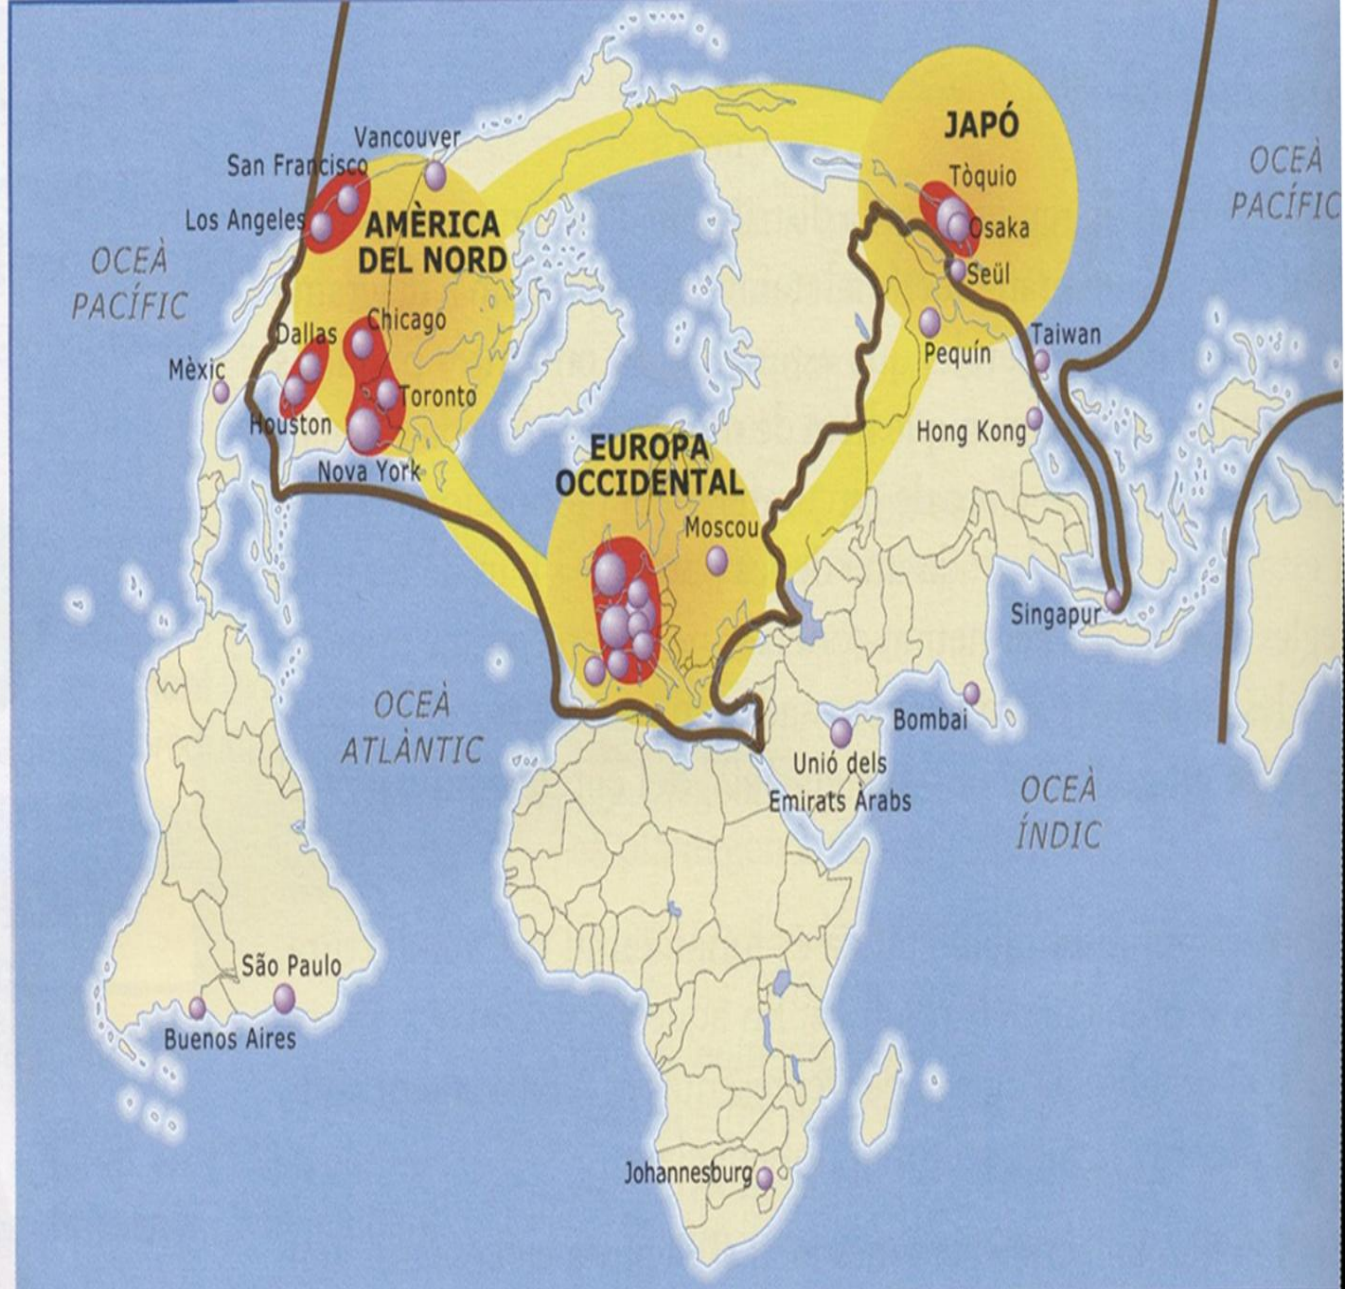 JAPÓ
Vancouver
San Francisco
Tòquio
OCEÀ
PACÍFIC
Los Angeles
AMÈRICA
DEL NORD
Osaka
OCEÀ
PACÍFIC
Seül
Chicago
Dallas
Taiwan
Pequín
Mèxic
Toronto
Houston
Hong Kong
EUROPA
OCCIDENTAL
Nova York
Moscou
Singapur
OCEÀ
ATLÀNTIC
Bombai
Unió dels
Emirats Àrabs
OCEÀ
ÍNDIC
São Paulo
Buenos Aires
Johannesburg